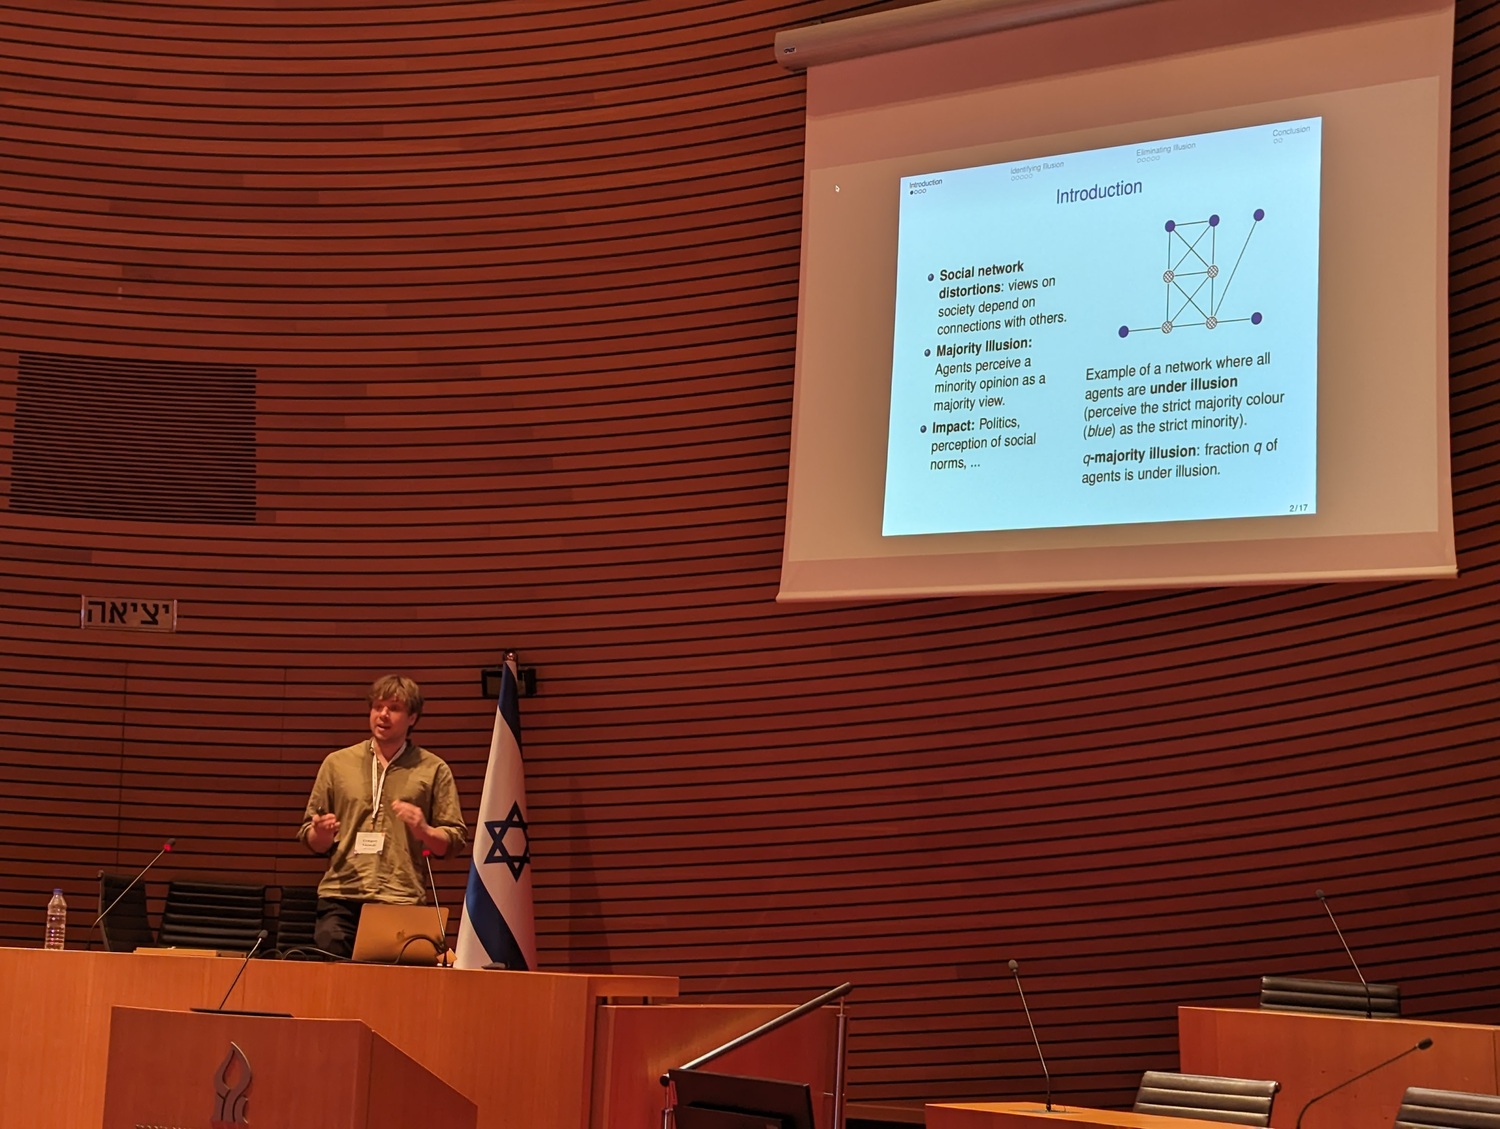 Introduction
Identifying Illusion
Eliminating Illusion
Conclusion
Introduction
Social network
distortions: views on
society depend on
connections with others.
Majority Illusion:
Agents perceive a
minority opinion as a
majority view.
Impact: Politics,
perception of social
norms, ...
Example of a network where all
agents are under illusion
(perceive the strict majority colour
(blue) as the strict minority).
q-majority illusion: fraction q of
agents is under illusion.
2 / 17
יציאה